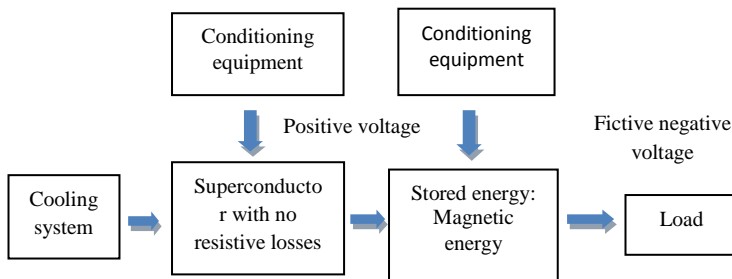 Conditioning
equipment
Conditioning
equipment
Positive voltage
Fictive negative
voltage
Cooling
system
Superconducto
r with no
resistive losses
Stored energy:
Magnetic
energy
Load